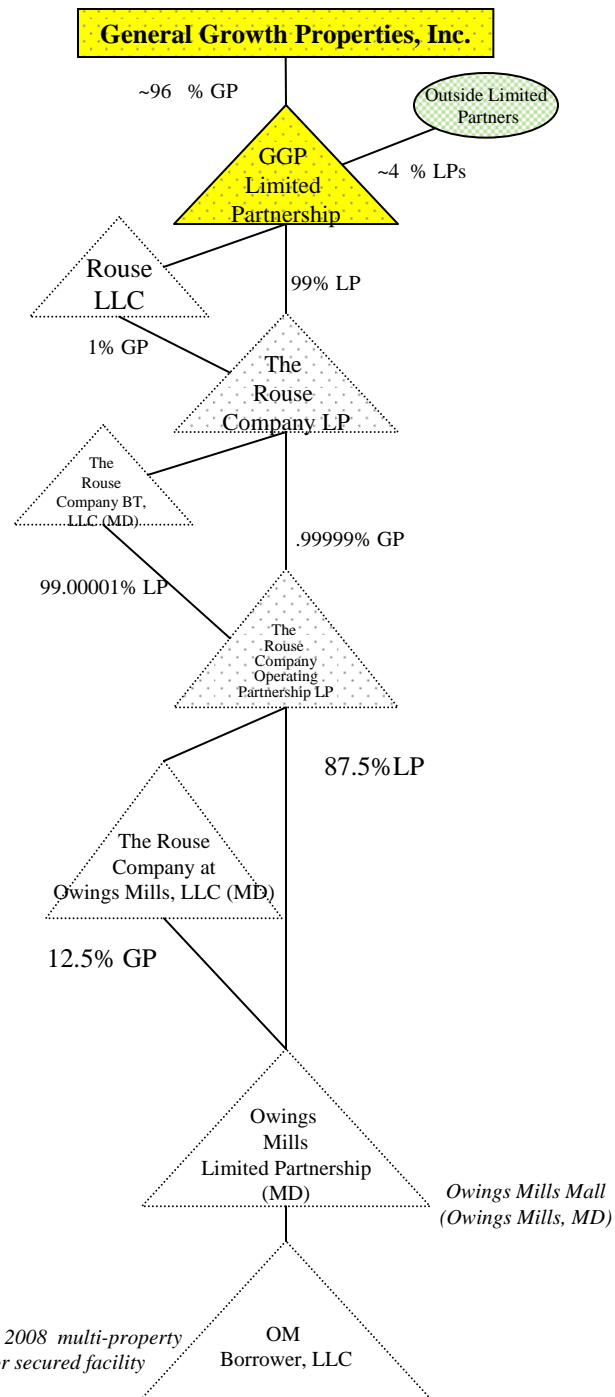 General Growth Properties, Inc.
~96 % GP
Outside Limited
Partners
~4 % LPs
GGP
Limited
Partnership
Rouse
LLC
99% LP
1% GP
The
Rouse
Company LP
The
Rouse
Company BT,
LLC (MD)
.99999% GP
99.00001% LP
The
Rouse
Company
Operating
Partnership LP
87.5%LP
The Rouse
Company at
Owings Mills, LLC (MD)
12.5% GP
Owings
Mills
Limited Partnership
(MD)
Owings Mills Mall
(Owings Mills, MD)
2008 multi-property
secured facility
OM
Borrower, LLC